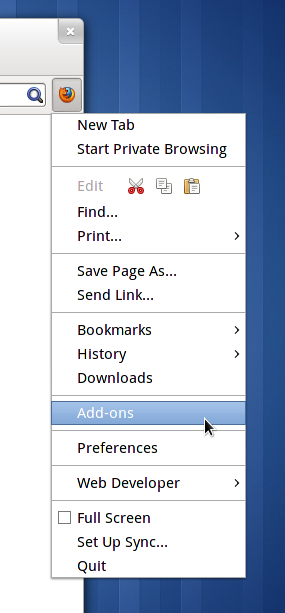 New Tab
Start Private Browsing
Edit
Find...
Print...
Save Page As...
Send Link...
Bookmarks
History
Downloads
Add-ons
Preferences
Web Developer
Full Screen
Set Up Sync...
Quit